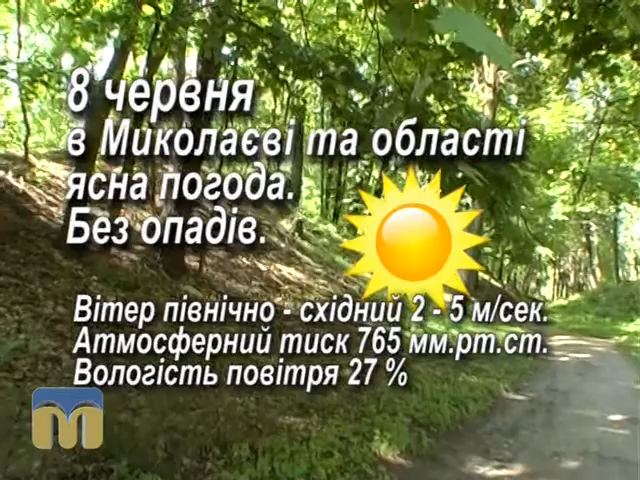 8 червня
в Миколаєві та області
ясна погода.
Без опадів.
Вітер північно - східний 2 - 5 м/сек.
Атмосферний тиск 765 мм.рт.ст.
Вологість повітря 27 %
m